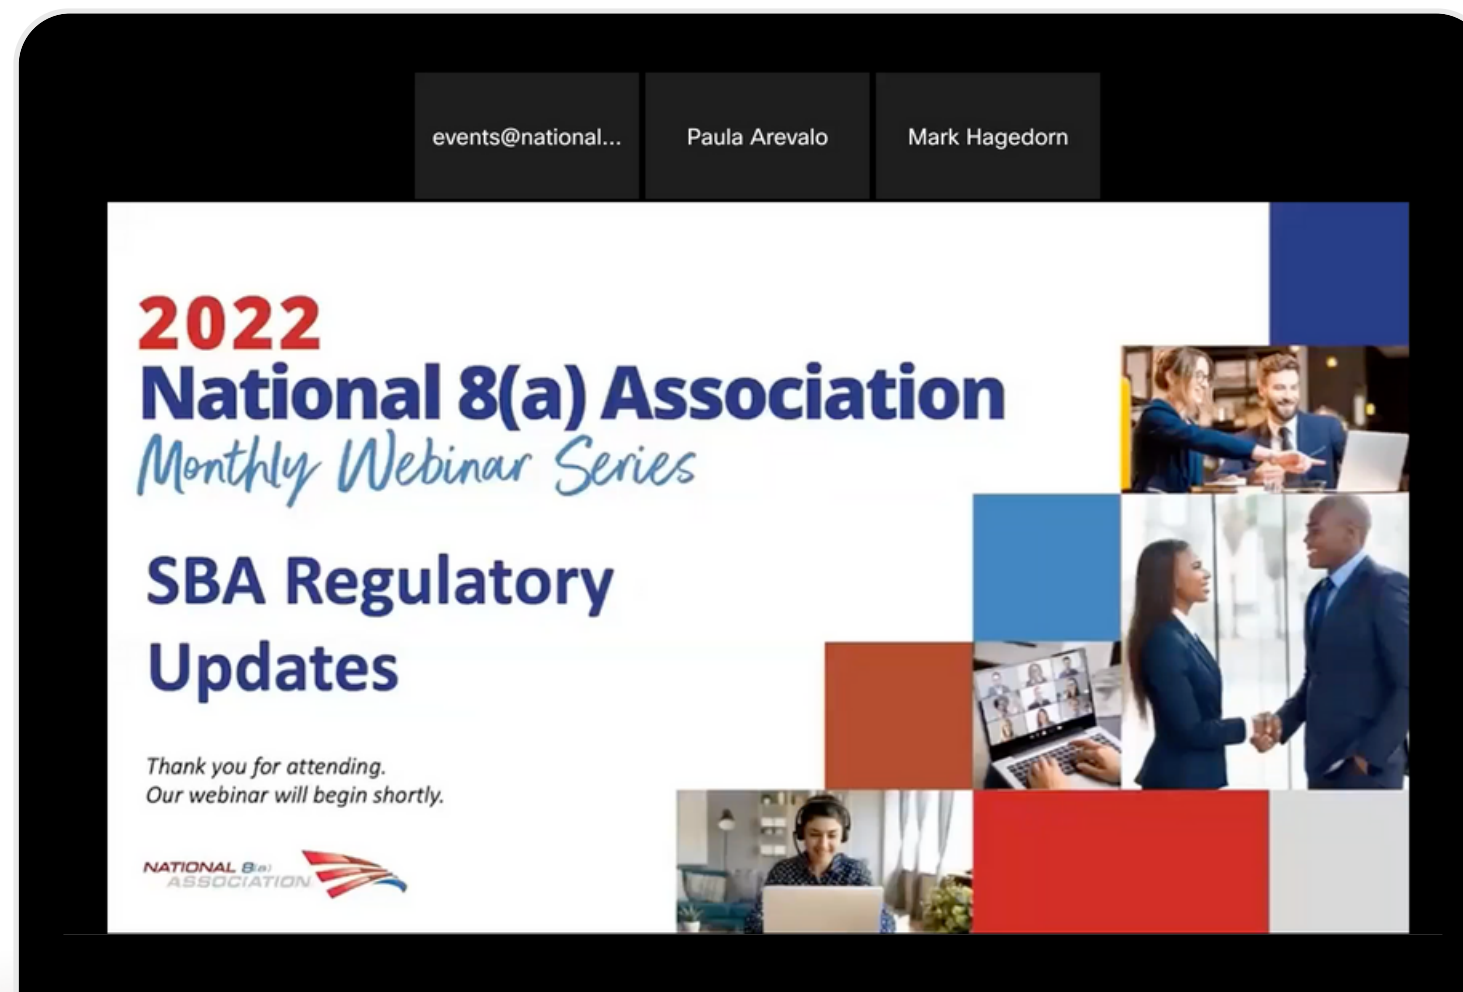 events@national...
Paula Arevalo
Mark Hagedorn
2022
National 8(a) Association
Monthly Webinar Series
SBA Regulatory
Updates
Thank you for attending.
Our webinar will begin shortly.
NATIONAL 8(a)
ASSOCIATION